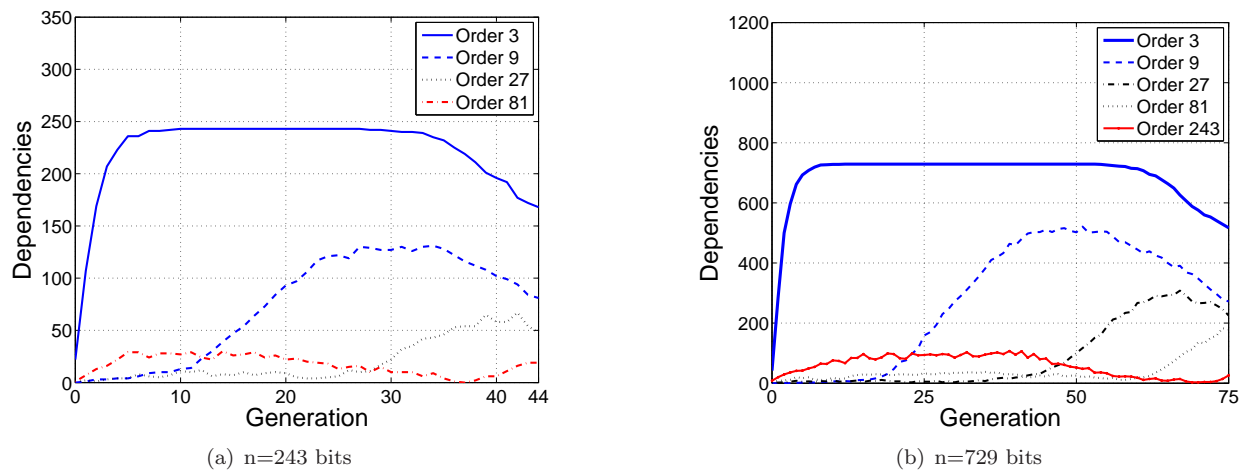 350
300
250
200
150
100
50
0
Dependencies
0 10 20 30 40 44
Generation
Order 3
Order 9
Order 27
Order 81
(a) n=243 bits
1200
1000
800
600
400
200
0
Dependencies
0 25 50 75
Generation
Order 3
Order 9
Order 27
Order 81
Order 243
(b) n=729 bits